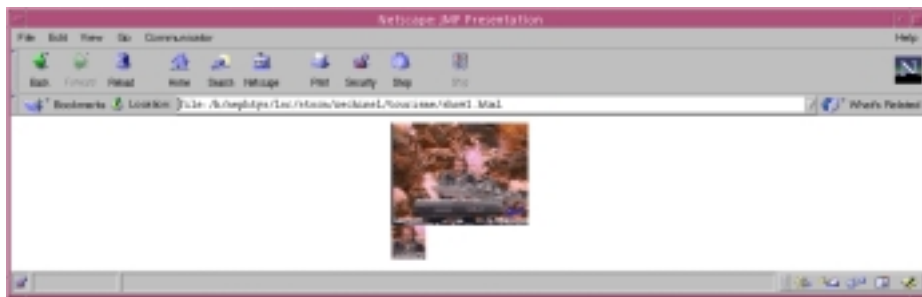 Netscape: JMF Presentation
File Edit View Go Communicator Help
Back Forward Reload Home Search Netscape Print Security Shop Stop
Bookmarks Location: What's Related